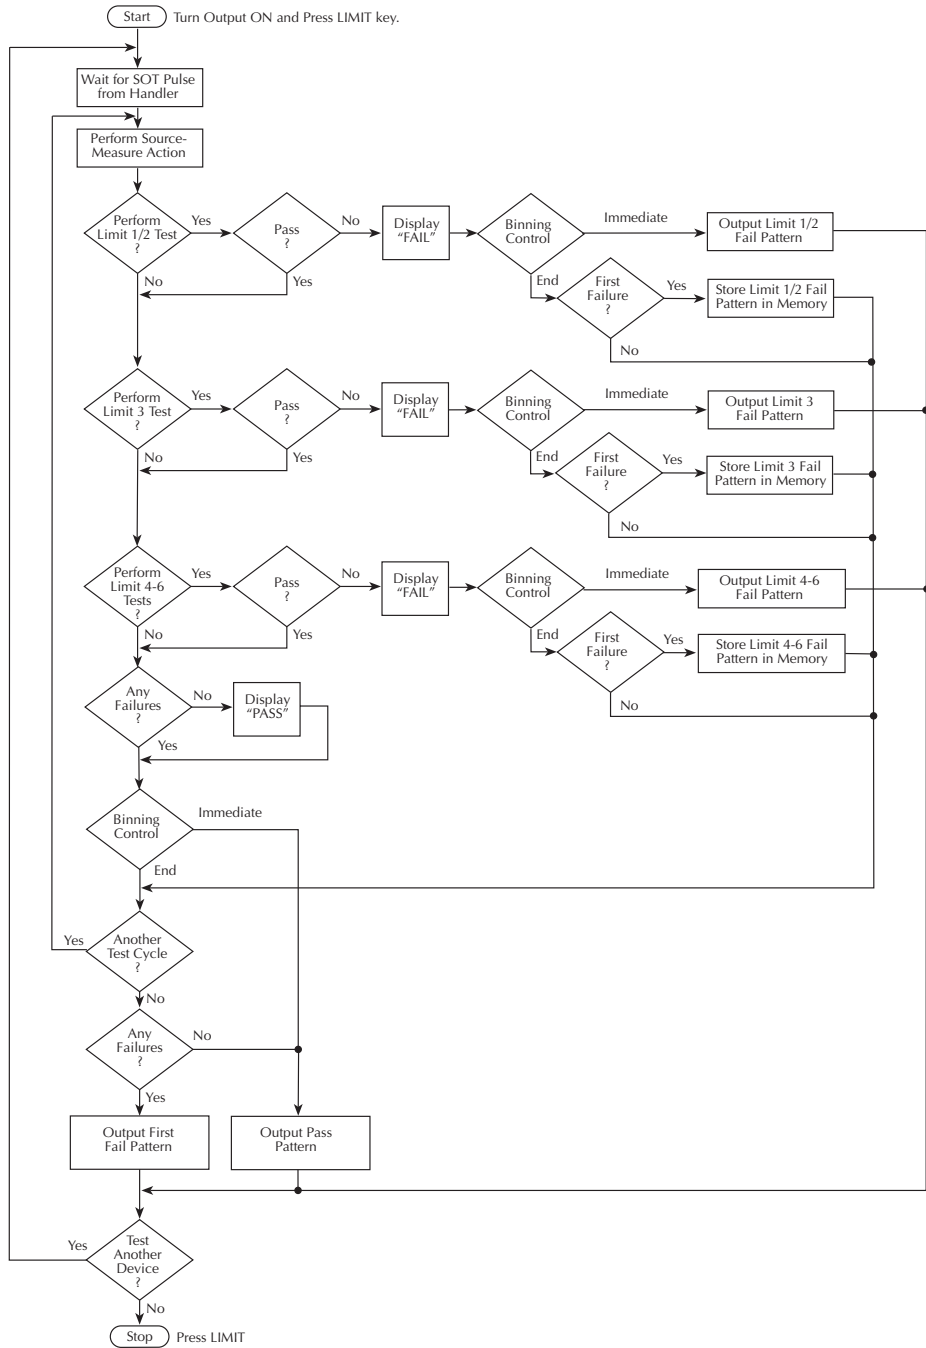 Start
Turn Output ON and Press LIMIT key.
Wait for SOT Pulse
from Handler
Perform Source-
Measure Action
Perform
Limit 1/2 Test
?
Yes
No
Pass
?
No
Yes
Display
“FAIL”
Binning
Control
Immediate
End
Output Limit 1/2
Fail Pattern
First
Failure
?
Yes
No
Store Limit 1/2 Fail
Pattern in Memory
Perform
Limit 3 Test
?
Yes
No
Pass
?
No
Yes
Display
“FAIL”
Binning
Control
Immediate
End
Output Limit 3
Fail Pattern
First
Failure
?
Yes
No
Store Limit 3 Fail
Pattern in Memory
Perform
Limit 4-6
Tests
?
Yes
No
Pass
?
No
Yes
Display
“FAIL”
Binning
Control
Immediate
End
Output Limit 4-6
Fail Pattern
First
Failure
?
Yes
No
Store Limit 4-6 Fail
Pattern in Memory
Any
Failures
?
No
Yes
Display
“PASS”
Binning
Control
Immediate
End
Another
Test Cycle
?
Yes
No
Any
Failures
?
No
Yes
Output First
Fail Pattern
Output Pass
Pattern
Test
Another
Device
?
Yes
No
Stop
Press LIMIT